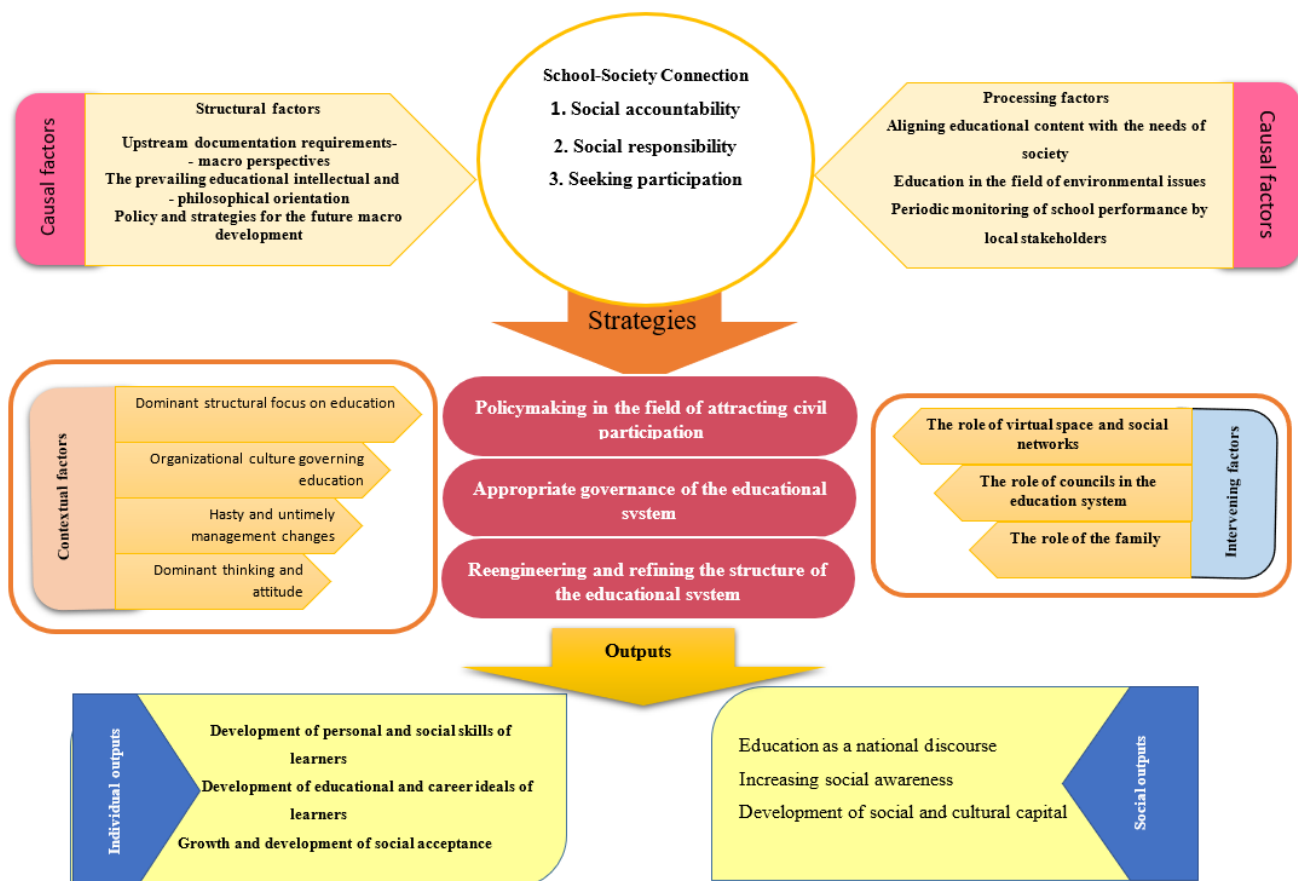 Causal factors
Structural factors
Upstream documentation requirements-
- macro perspectives
The prevailing educational intellectual and
- philosophical orientation
Policy and strategies for the future macro
development
School-Society Connection
1. Social accountability
2. Social responsibility
3. Seeking participation
Processing factors
Aligning educational content with the needs of
society
Education in the field of environmental issues
Periodic monitoring of school performance by
local stakeholders
Causal factors
Strategies
Contextual factors
Dominant structural focus on education
Organizational culture governing
education
Hasty and untimely
management changes
Dominant thinking and
attitude
Policymaking in the field of attracting civil
participation
Appropriate governance of the educational
system
Reengineering and refining the structure of
the educational system
The role of virtual space and social
networks
The role of councils in the
education system
The role of the family
Intervening factors
Outputs
Individual outputs
Development of personal and social skills of
learners
Development of educational and career ideals of
learners
Growth and development of social acceptance
Education as a national discourse
Increasing social awareness
Development of social and cultural capital
Social outputs